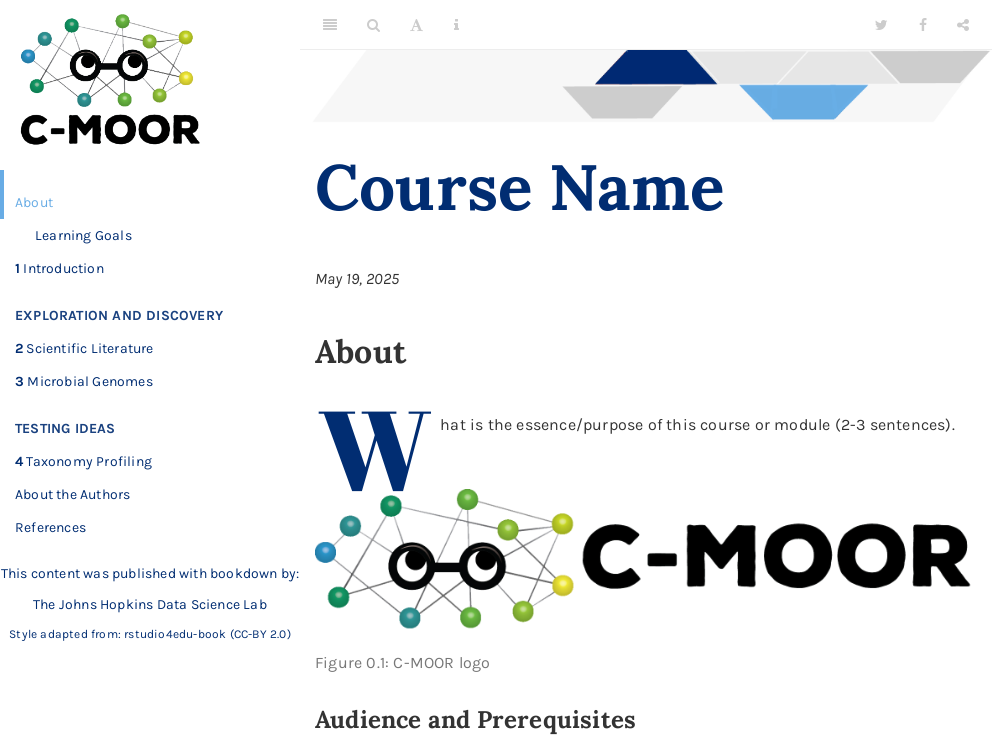 C-MOOR
About
Learning Goals
1 Introduction
EXPLORATION AND DISCOVERY
2 Scientific Literature
3 Microbial Genomes
TESTING IDEAS
4 Taxonomy Profiling
About the Authors
References
This content was published with bookdown by:
The Johns Hopkins Data Science Lab
Style adapted from: rstudio4edu-book (CC-BY 2.0)
A
Course Name
May 19, 2025
About
What is the essence/purpose of this course or module (2-3 sentences).
C-MOOR
Figure 0.1: C-MOOR logo
Audience and Prerequisites